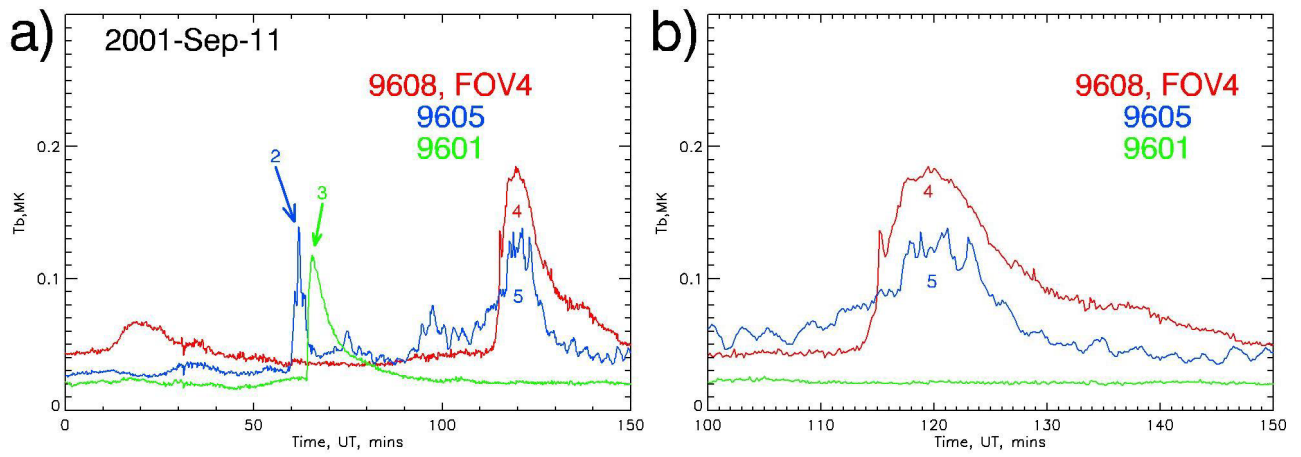 a)
2001-Sep-11
9608, FOV4
9605
9601
2
3
4
5
0.2
0.1
0
Tb,MK
0 50 100 150
Time, UT, mins
b)
9608, FOV4
9605
9601
4
5
0.2
0.1
0
Tb,MK
100 110 120 130 140 150
Time, UT, mins